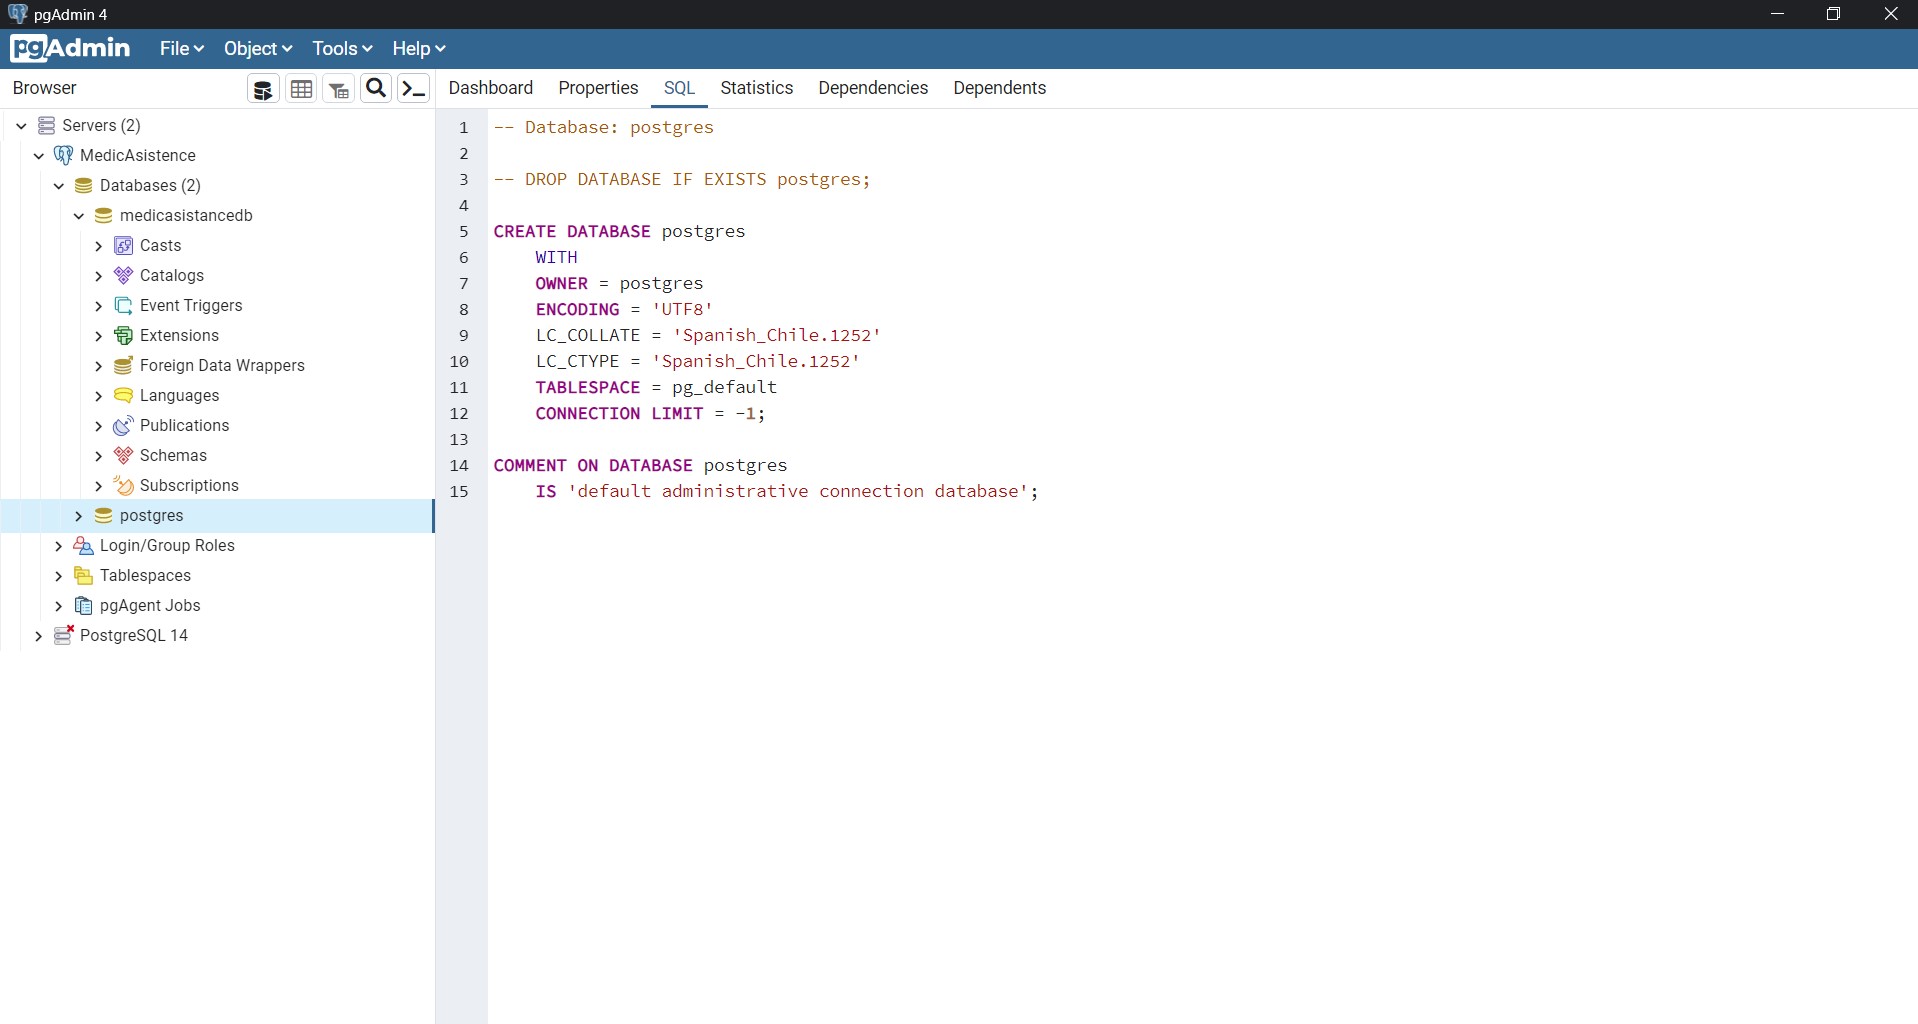 pgAdmin 4
pgAdmin File Object Tools Help
Browser
Dashboard Properties SQL Statistics Dependencies Dependents
Servers (2)
MedicAsistence
Databases (2)
medicasistancedb
Casts
Catalogs
Event Triggers
Extensions
Foreign Data Wrappers
Languages
Publications
Schemas
Subscriptions
postgres
Login/Group Roles
Tablespaces
pgAgent Jobs
PostgreSQL 14
1 -- Database: postgres
2
3 -- DROP DATABASE IF EXISTS postgres;
4
5 CREATE DATABASE postgres
6 WITH
7 OWNER = postgres
8 ENCODING = 'UTF8'
9 LC_COLLATE = 'Spanish_Chile.1252'
10 LC_CTYPE = 'Spanish_Chile.1252'
11 TABLESPACE = pg_default
12 CONNECTION LIMIT = -1;
13
14 COMMENT ON DATABASE postgres
15 IS 'default administrative connection database';